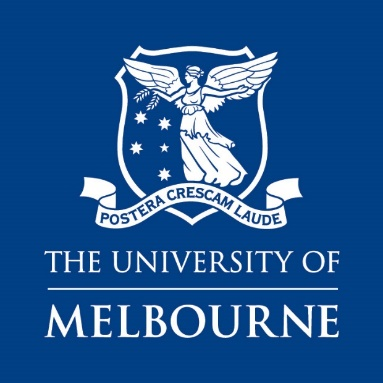 POSTERA CRESCAM LAUDE
THE UNIVERSITY OF
MELBOURNE